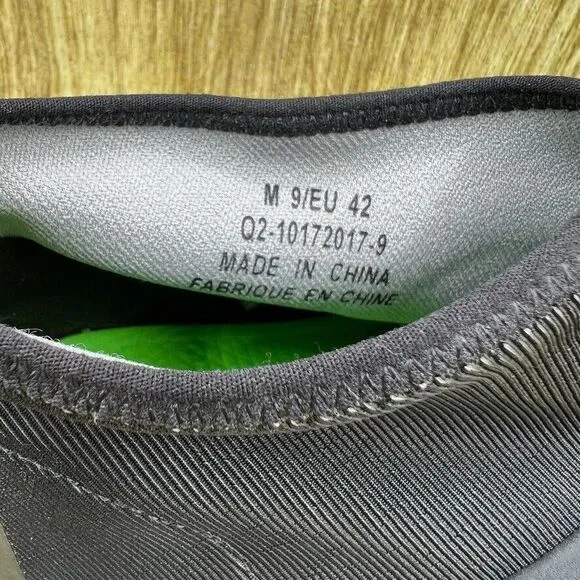 M 9/EU 42
Q2-10172017-9
MADE IN CHINA
FABRIQUE EN CHINE